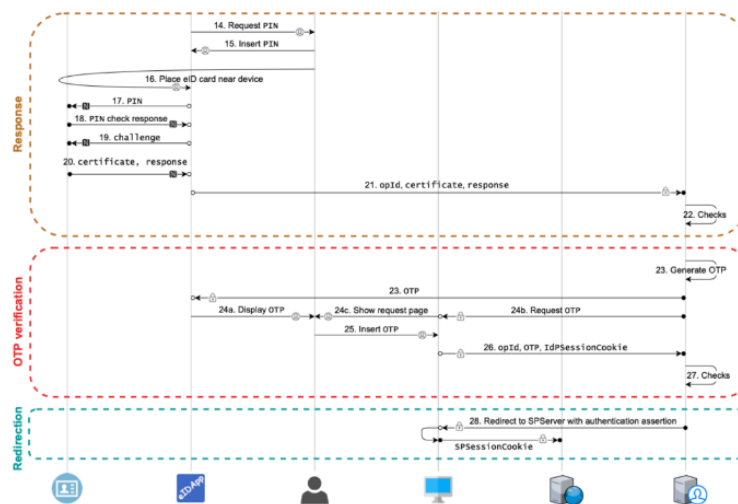 Response
14. Request PIN
15. Insert PIN
16. Place eID card near device
17. PIN
18. PIN check response
19. challenge
20. certificate, response
21. opId, certificate, response
22. Checks
OTP verification
23. Generate OTP
23. OTP
24a. Display OTP
24c. Show request page
24b. Request OTP
25. Insert OTP
26. opId, OTP, IdPSessionCookie
27. Checks
Redirection
28. Redirect to SPServer with authentication assertion
SPSessionCookie
eIDApp